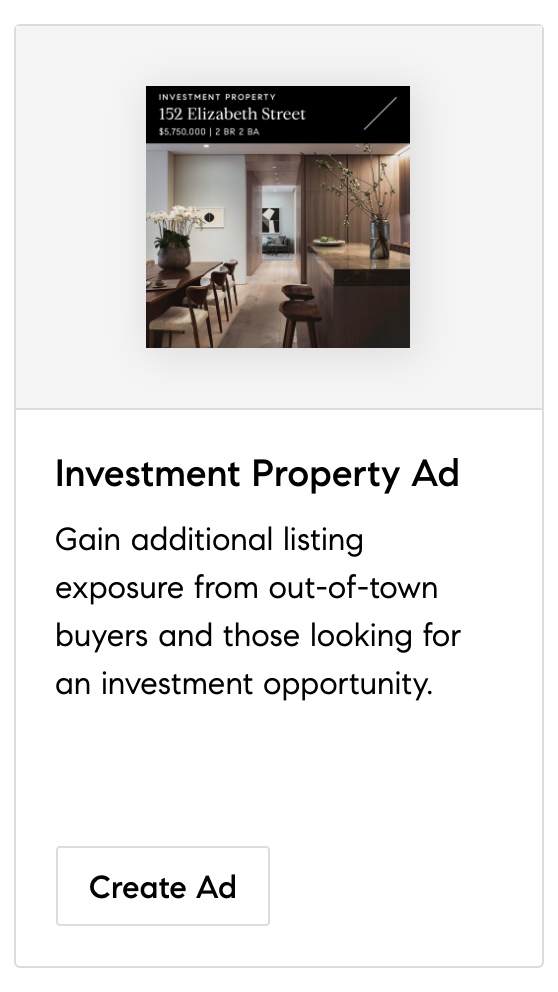 INVESTMENT PROPERTY
152 Elizabeth Street
$5,750,000 | 2 BR 2 BA
Investment Property Ad
Gain additional listing
exposure from out-of-town
buyers and those looking for
an investment opportunity.
Create Ad